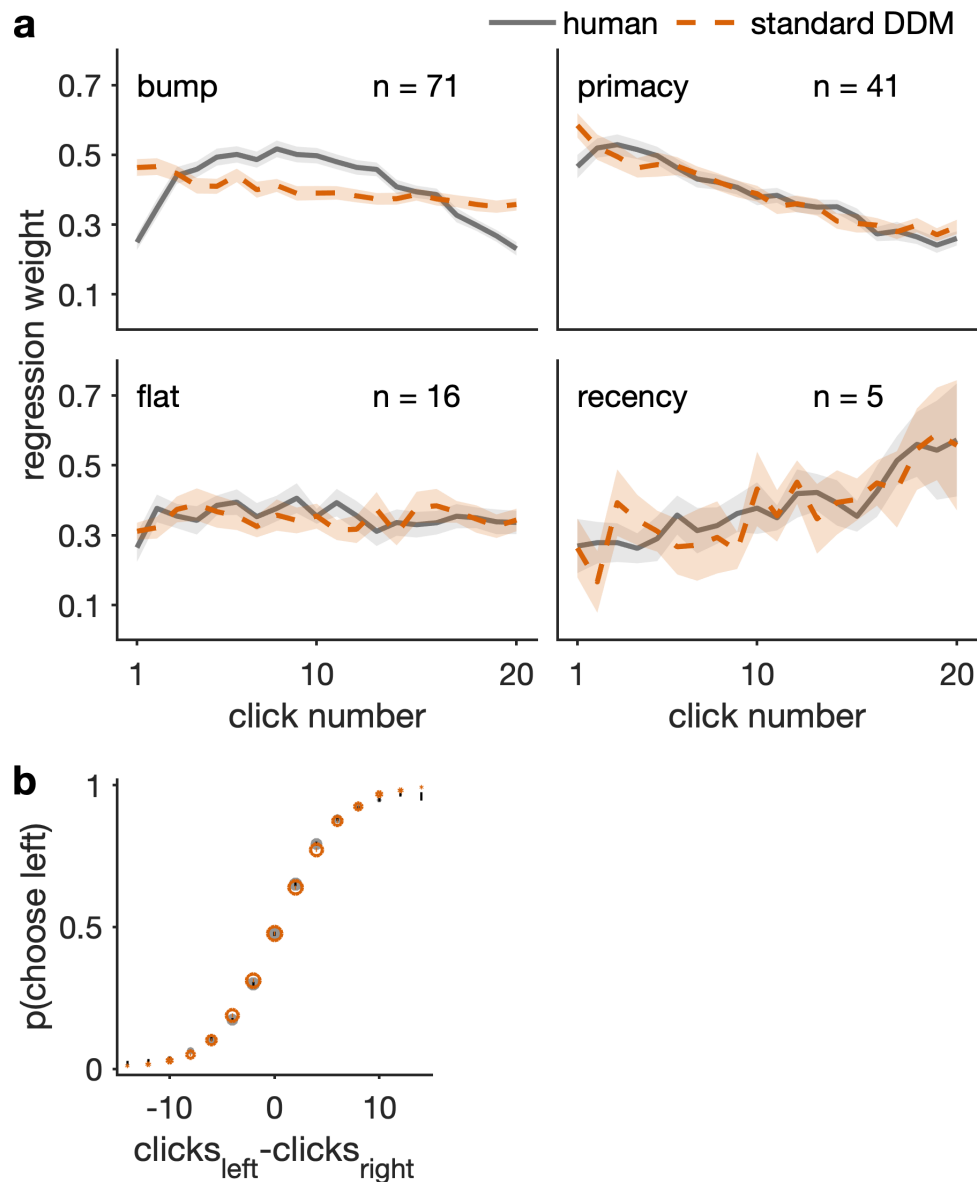 a
human standard DDM
bump n = 71
primacy n = 41
0.7
0.5
0.3
0.1
flat n = 16
recency n = 5
0.7
0.5
0.3
0.1
regression weight
1 10 20
1 10 20
click number
click number
b
1
0.5
0
p(choose left)
-10 0 10
clicksleft-clicksright